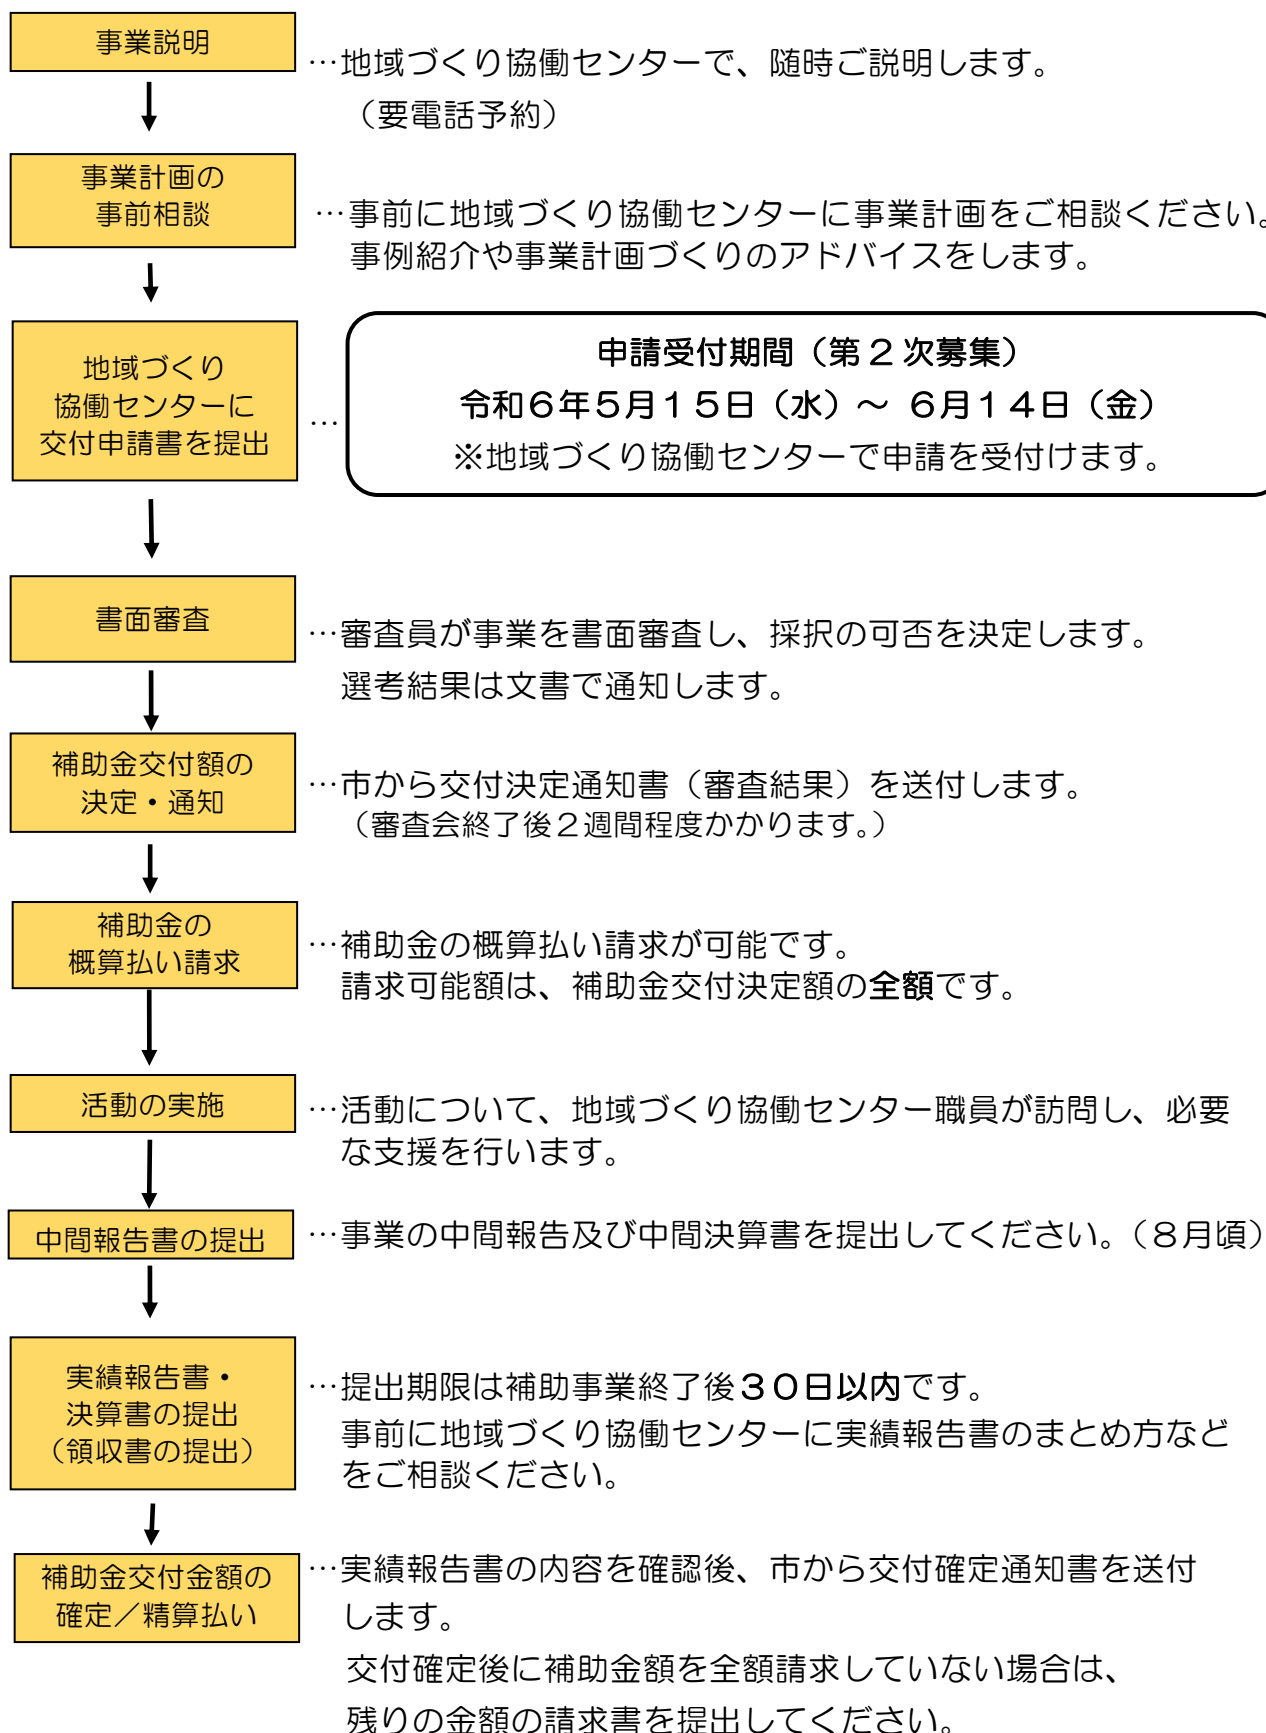 事業説明
…地域づくり協働センターで、随時ご説明します。
（要電話予約）
事業計画の
事前相談
…事前に地域づくり協働センターに事業計画をご相談ください。
事例紹介や事業計画づくりのアドバイスをします。
地域づくり
協働センターに
交付申請書を提出
…
申請受付期間（第２次募集）
令和６年５月１５日（水）～ ６月１４日（金）
※地域づくり協働センターで申請を受付けます。
書面審査
…審査員が事業を書面審査し、採択の可否を決定します。
選考結果は文書で通知します。
補助金交付額の
決定・通知
…市から交付決定通知書（審査結果）を送付します。
（審査会終了後２週間程度かかります。）
補助金の
概算払い請求
…補助金の概算払い請求が可能です。
請求可能額は、補助金交付決定額の全額です。
活動の実施
…活動について、地域づくり協働センター職員が訪問し、必要
な支援を行います。
中間報告書の提出
…事業の中間報告及び中間決算書を提出してください。（８月頃）
実績報告書・
決算書の提出
（領収書の提出）
…提出期限は補助事業終了後３０日以内です。
事前に地域づくり協働センターに実績報告書のまとめ方など
をご相談ください。
補助金交付金額の
確定／精算払い
…実績報告書の内容を確認後、市から交付確定通知書を送付
します。
交付確定後に補助金額を全額請求していない場合は、
残りの金額の請求書を提出してください。